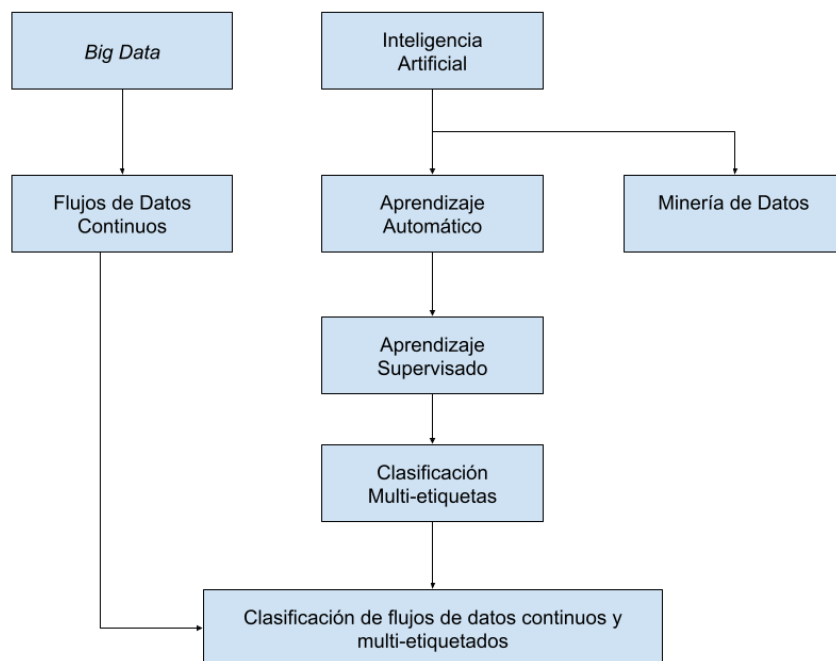 Big Data
Inteligencia
Artificial
Flujos de Datos
Continuos
Aprendizaje
Automático
Minería de Datos
Aprendizaje
Supervisado
Clasificación
Multi-etiquetas
Clasificación de flujos de datos continuos y
multi-etiquetados